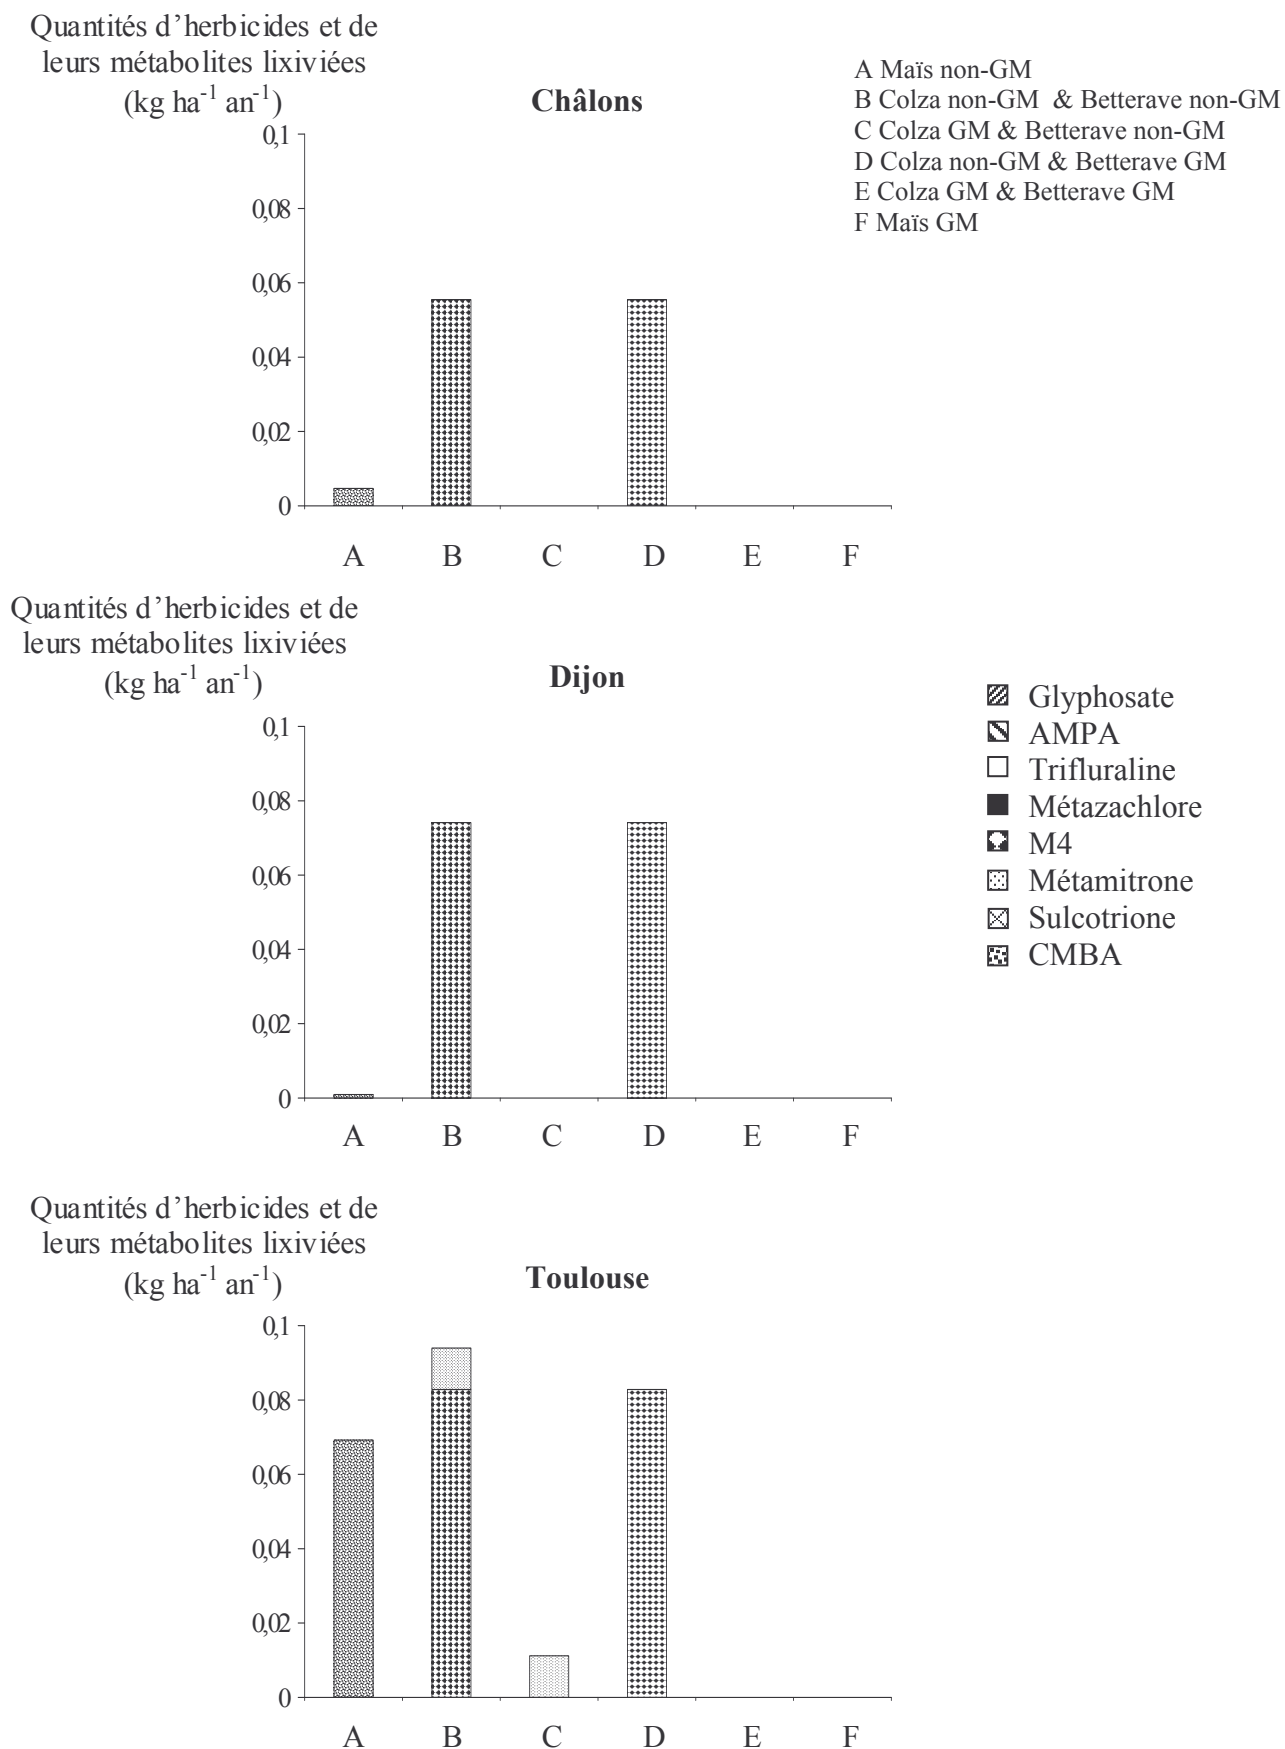 Quantités d’herbicides et de
leurs métabolites lixiviées
(kg ha-1 an-1)
Châlons
A Maïs non-GM
B Colza non-GM & Betterave non-GM
C Colza GM & Betterave non-GM
D Colza non-GM & Betterave GM
E Colza GM & Betterave GM
F Maïs GM
0,1
0,08
0,06
0,04
0,02
0
A B C D E F
Quantités d’herbicides et de
leurs métabolites lixiviées
(kg ha-1 an-1)
Dijon
0,1
0,08
0,06
0,04
0,02
0
A B C D E F
Glyphosate
AMPA
Trifluraline
Métazachlore
M4
Métamitrone
Sulcotrione
CMBA
Quantités d’herbicides et de
leurs métabolites lixiviées
(kg ha-1 an-1)
Toulouse
0,1
0,08
0,06
0,04
0,02
0
A B C D E F